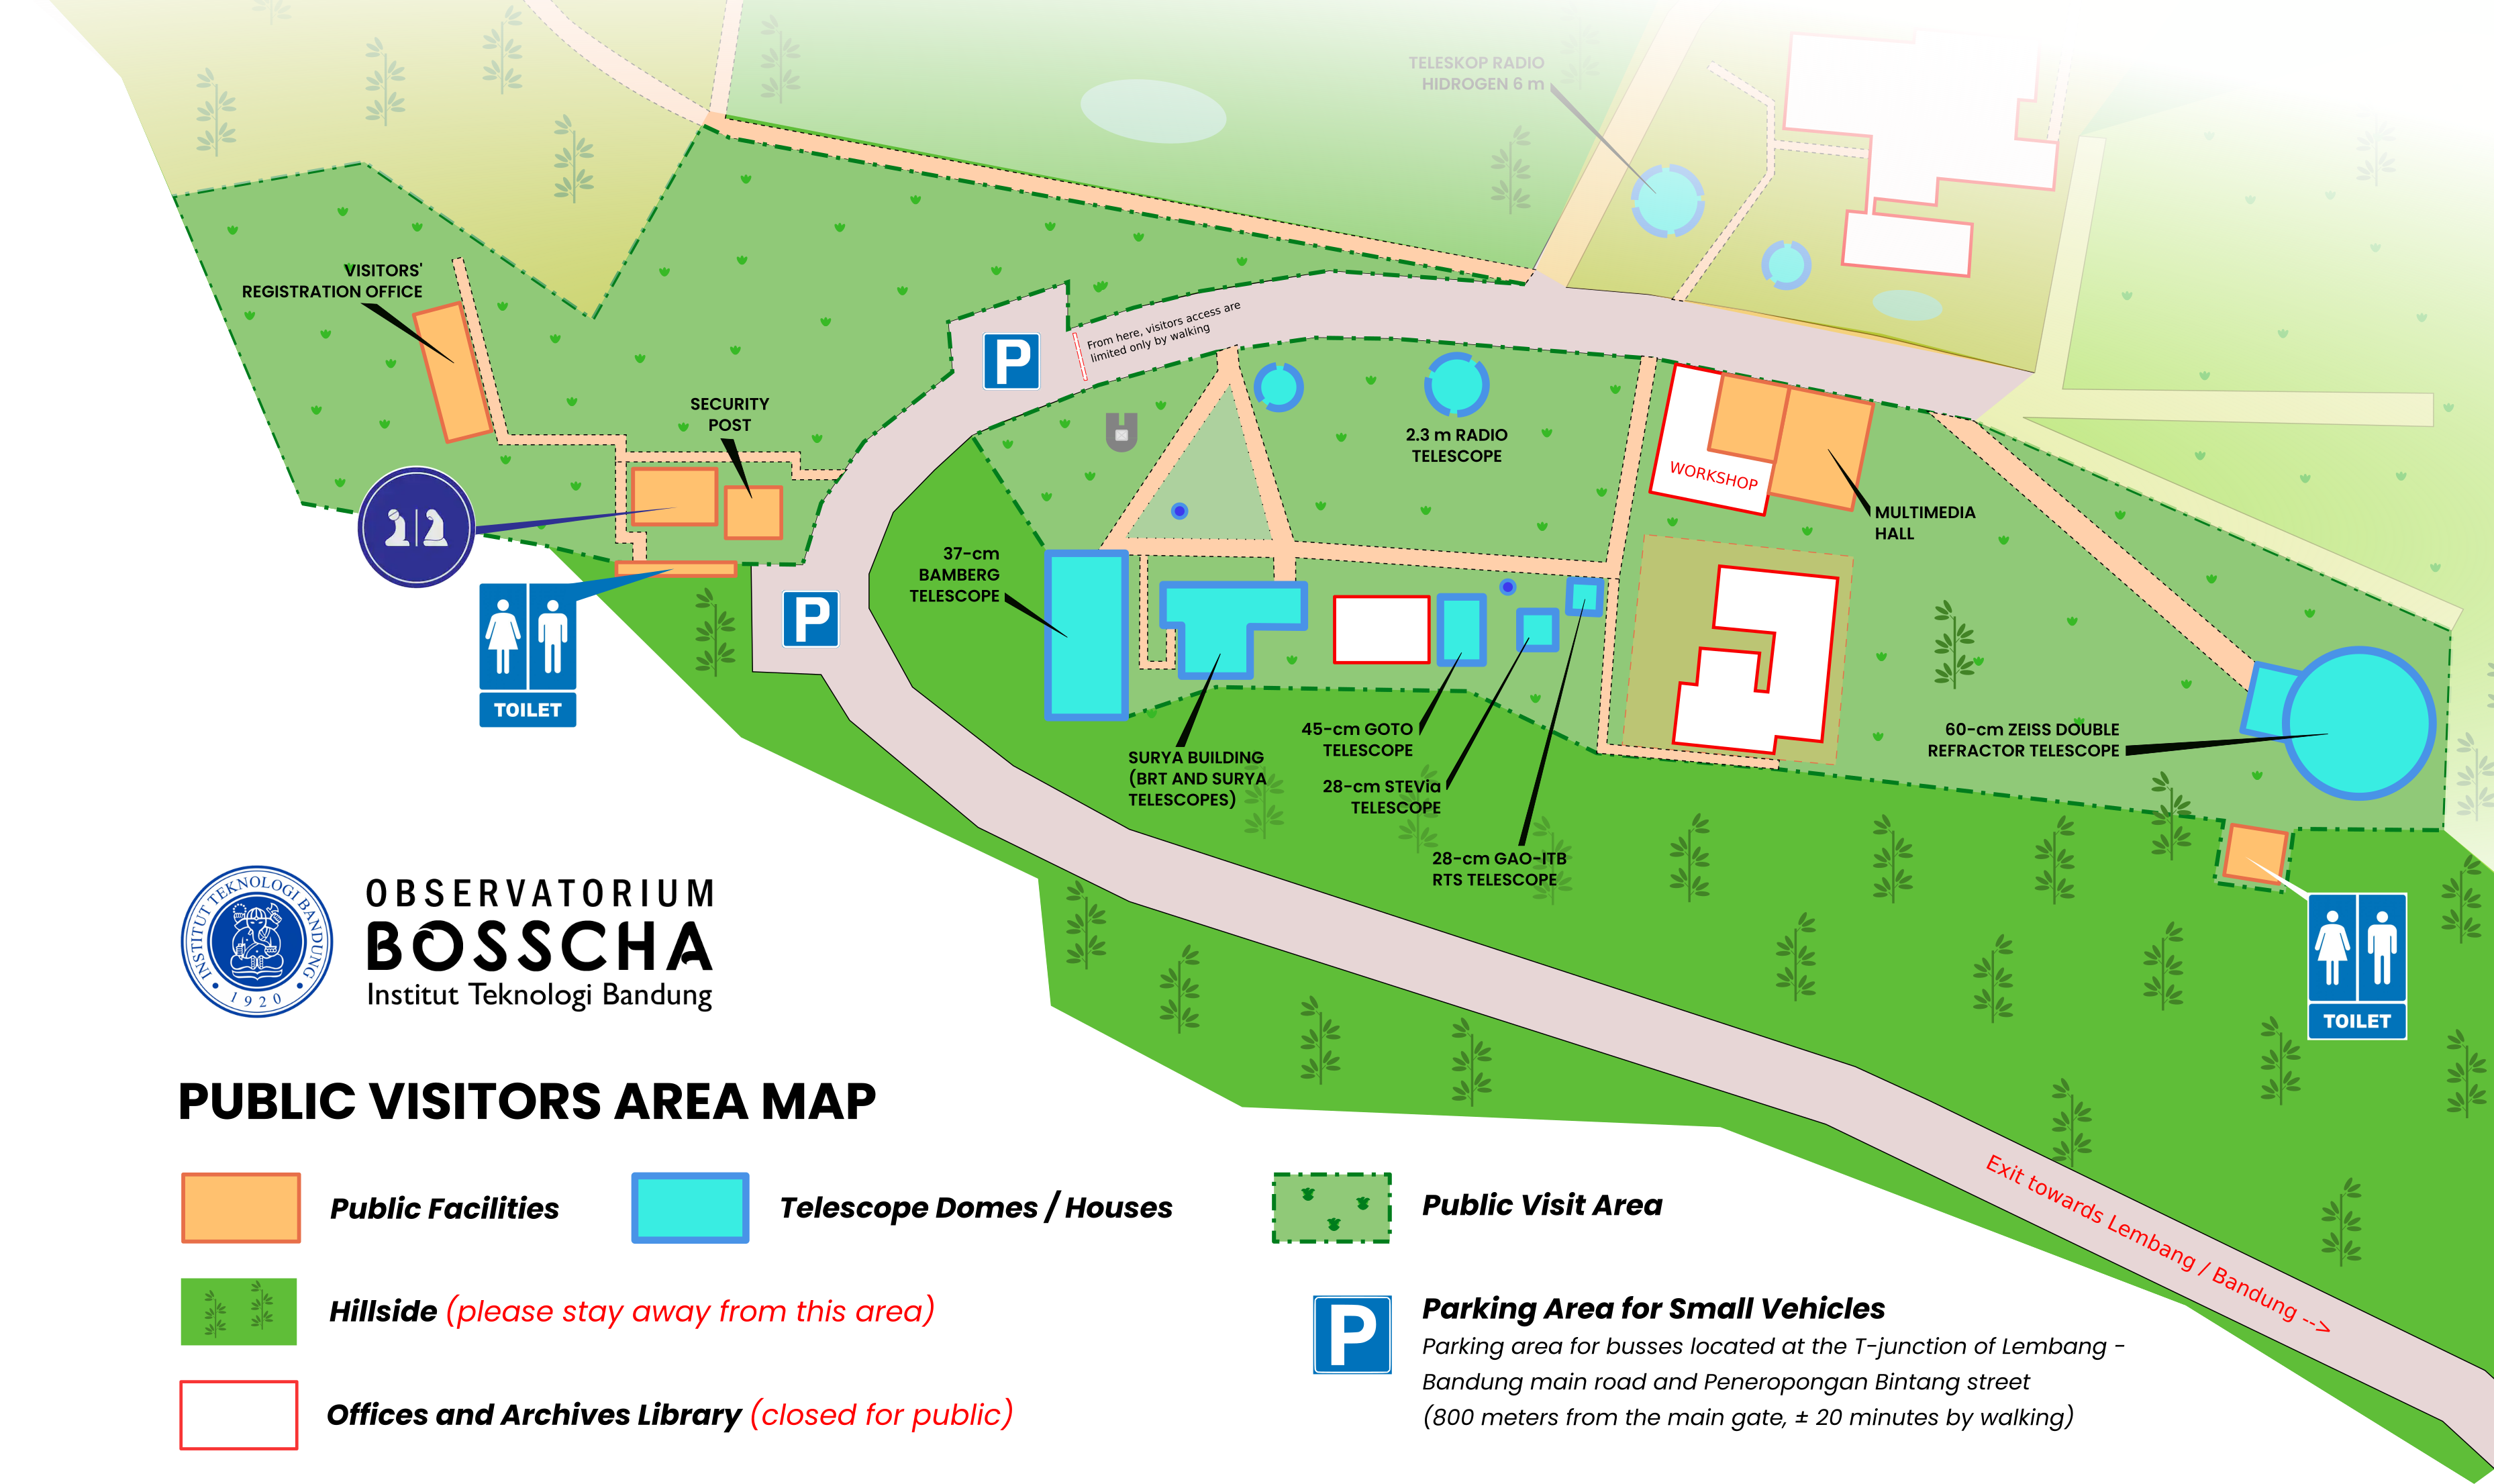 TELESKOP RADIO
HIDROGEN 6 m
VISITORS'
REGISTRATION OFFICE
From here, visitors access are
limited only by walking
P
SECURITY
POST
2.3 m RADIO
TELESCOPE
WORKSHOP
MULTIMEDIA
HALL
37-cm
BAMBERG
TELESCOPE
P
TOILET
SURYA BUILDING
(BRT AND SURYA
TELESCOPES)
45-cm GOTO
TELESCOPE
28-cm STEVia
TELESCOPE
28-cm GAO-ITB
RTS TELESCOPE
60-cm ZEISS DOUBLE
REFRACTOR TELESCOPE
TOILET
INSTITUT TEKNOLOGI BANDUNG
1920
OBSERVATORIUM
BOSSCHA
Institut Teknologi Bandung
PUBLIC VISITORS AREA MAP
Public Facilities
Telescope Domes / Houses
Public Visit Area
Hillside (please stay away from this area)
Offices and Archives Library (closed for public)
P
Parking Area for Small Vehicles
Parking area for busses located at the T-junction of Lembang -
Bandung main road and Peneropongan Bintang street
(800 meters from the main gate, ± 20 minutes by walking)
Exit towards Lembang / Bandung -->